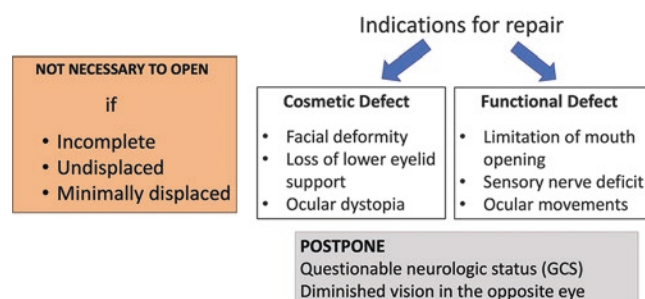 Indications for repair
NOT NECESSARY TO OPEN
if
• Incomplete
• Undisplaced
• Minimally displaced
Cosmetic Defect
• Facial deformity
• Loss of lower eyelid
support
• Ocular dystopia
Functional Defect
• Limitation of mouth
opening
• Sensory nerve deficit
• Ocular movements
POSTPONE
Questionable neurologic status (GCS)
Diminished vision in the opposite eye